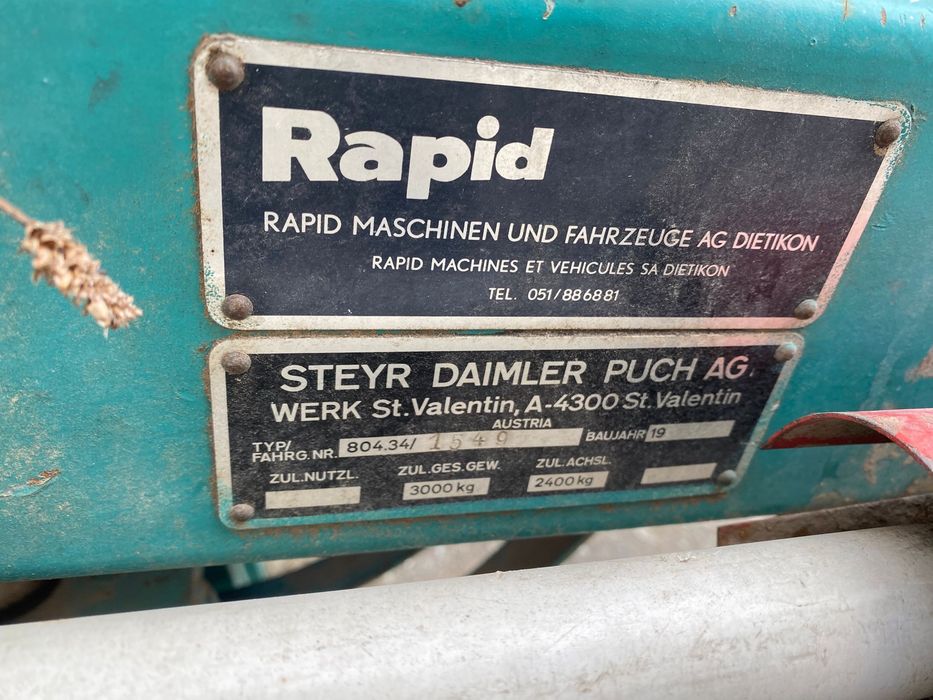 Rapid
RAPID MASCHINEN UND FAHRZEUGE AG DIETIKON
RAPID MACHINES ET VEHICULES SA DIETIKON
TEL. 051/886881
STEYR DAIMLER PUCH AG
WERK St. Valentin, A-4300 St. Valentin
AUSTRIA
TYP/
FAHRG.NR. 804.34/ 1549 BAUJAHR 19
ZUL.NUTZL. ZUL.GES.GEW. ZUL.ACHSL.
3000 kg 2400 kg